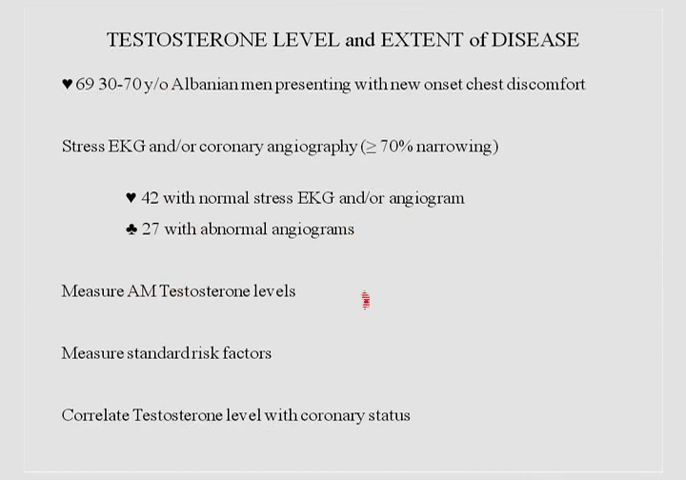 TESTOSTERONE LEVEL and EXTENT of DISEASE
♥ 69 30-70 y/o Albanian men presenting with new onset chest discomfort
Stress EKG and/or coronary angiography (≥ 70% narrowing)
♥ 42 with normal stress EKG and/or angiogram
♣ 27 with abnormal angiograms
Measure AM Testosterone levels
Measure standard risk factors
Correlate Testosterone level with coronary status